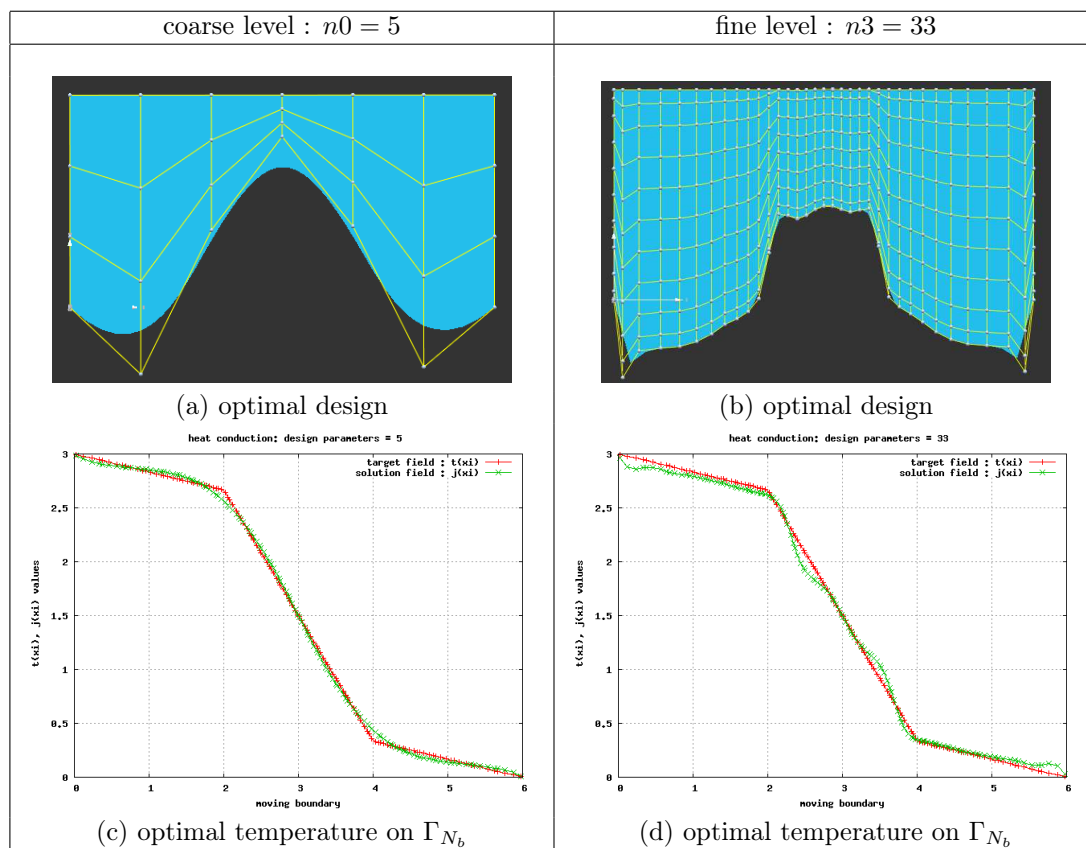 coarse level : n0 = 5
fine level : n3 = 33
(a) optimal design
(b) optimal design
heat conduction: design parameters = 5
target field : t(xi)
solution field : j(xi)
t(xi), j(xi) values
3
2.5
2
1.5
1
0.5
0
0 1 2 3 4 5 6
moving boundary
(c) optimal temperature on Γ_{N_b}
heat conduction: design parameters = 33
target field : t(xi)
solution field : j(xi)
t(xi), j(xi) values
3
2.5
2
1.5
1
0.5
0
0 1 2 3 4 5 6
moving boundary
(d) optimal temperature on Γ_{N_b}